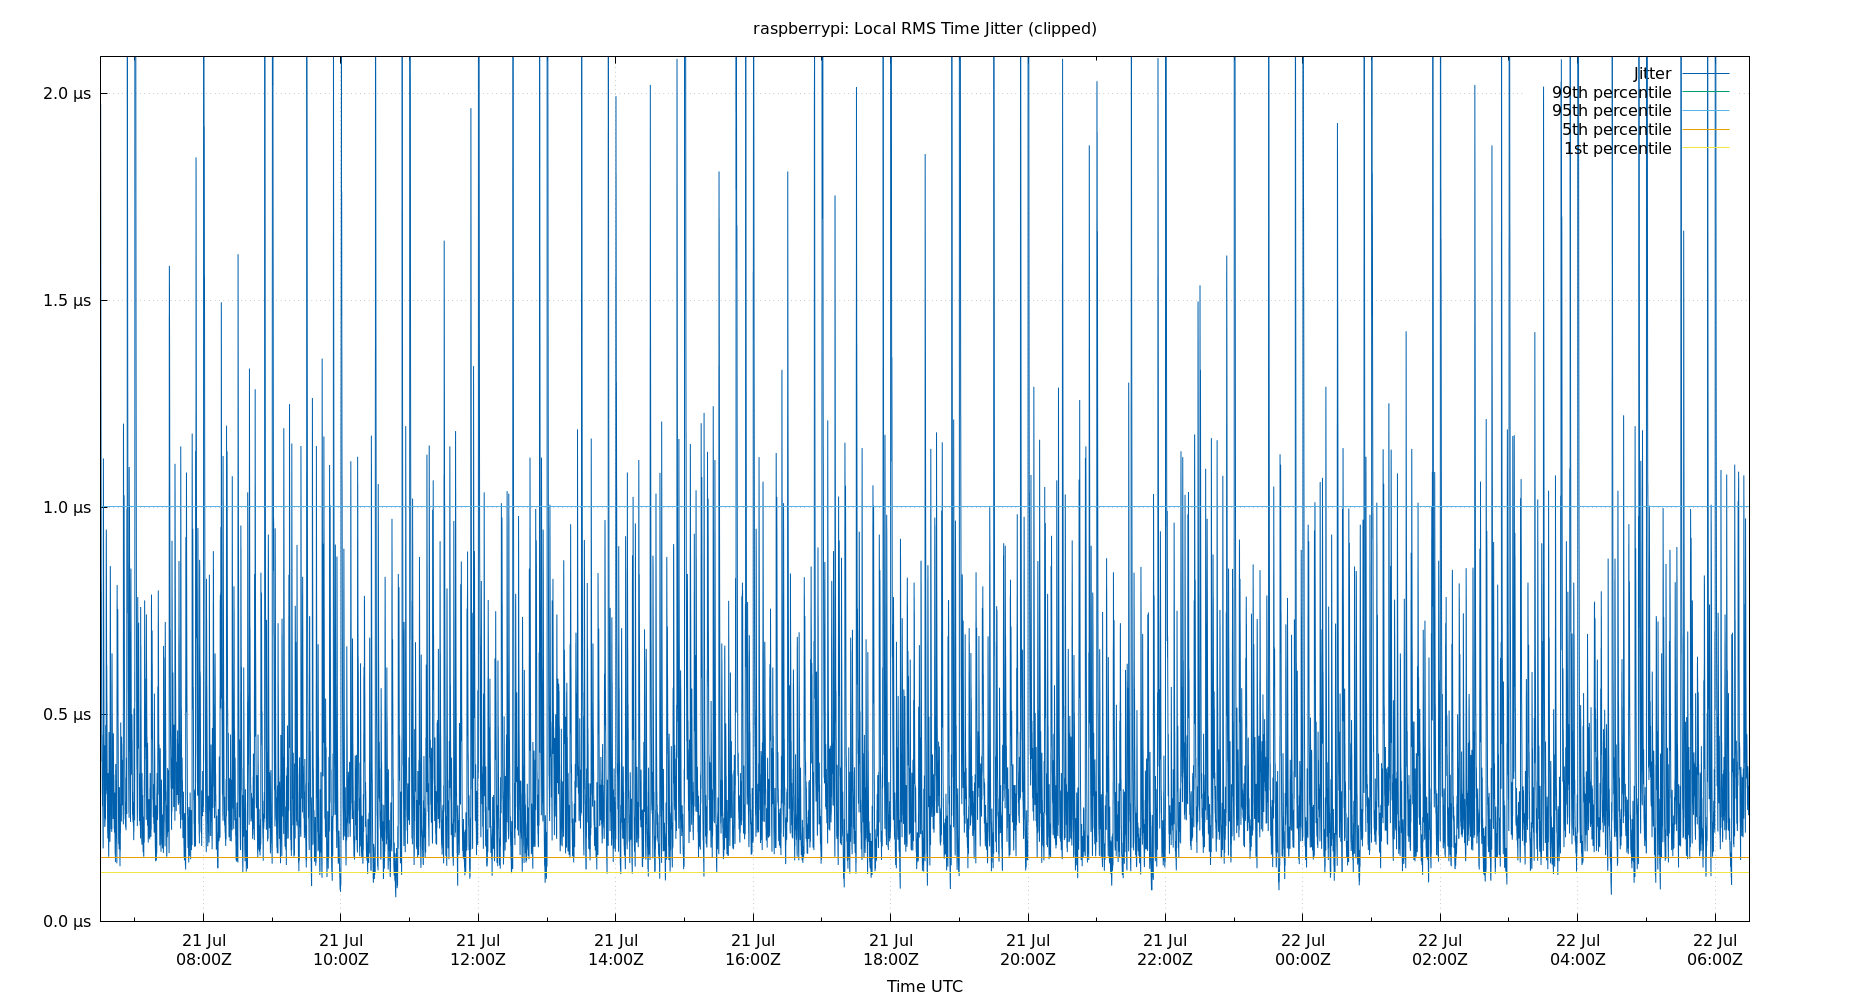 raspberrypi: Local RMS Time Jitter (clipped)
Jitter
99th percentile
95th percentile
5th percentile
1st percentile
2.0 µs
1.5 µs
1.0 µs
0.5 µs
0.0 µs
21 Jul 21 Jul 21 Jul 21 Jul 21 Jul 21 Jul 21 Jul 21 Jul 22 Jul 22 Jul 22 Jul 22 Jul
08:00Z 10:00Z 12:00Z 14:00Z 16:00Z 18:00Z 20:00Z 22:00Z 00:00Z 02:00Z 04:00Z 06:00Z
Time UTC